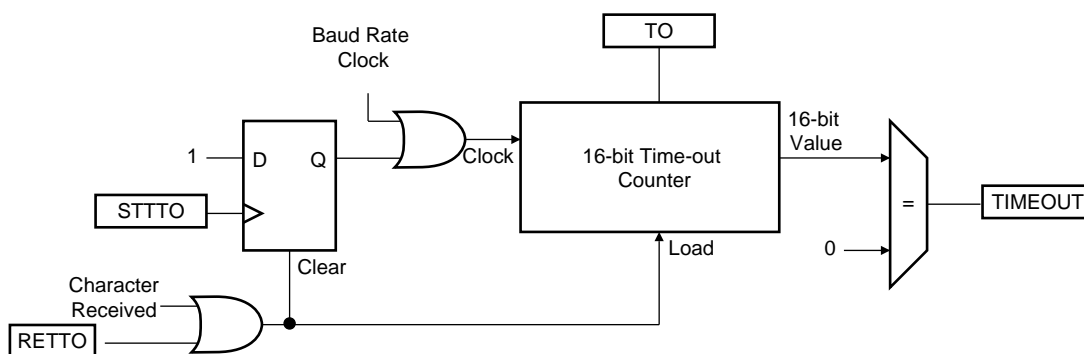 TO
Baud Rate
Clock
16-bit
Value
1
D
Q
Clock
16-bit Time-out
Counter
STTTO
=
TIMEOUT
Clear
Load
0
Character
Received
RETTO